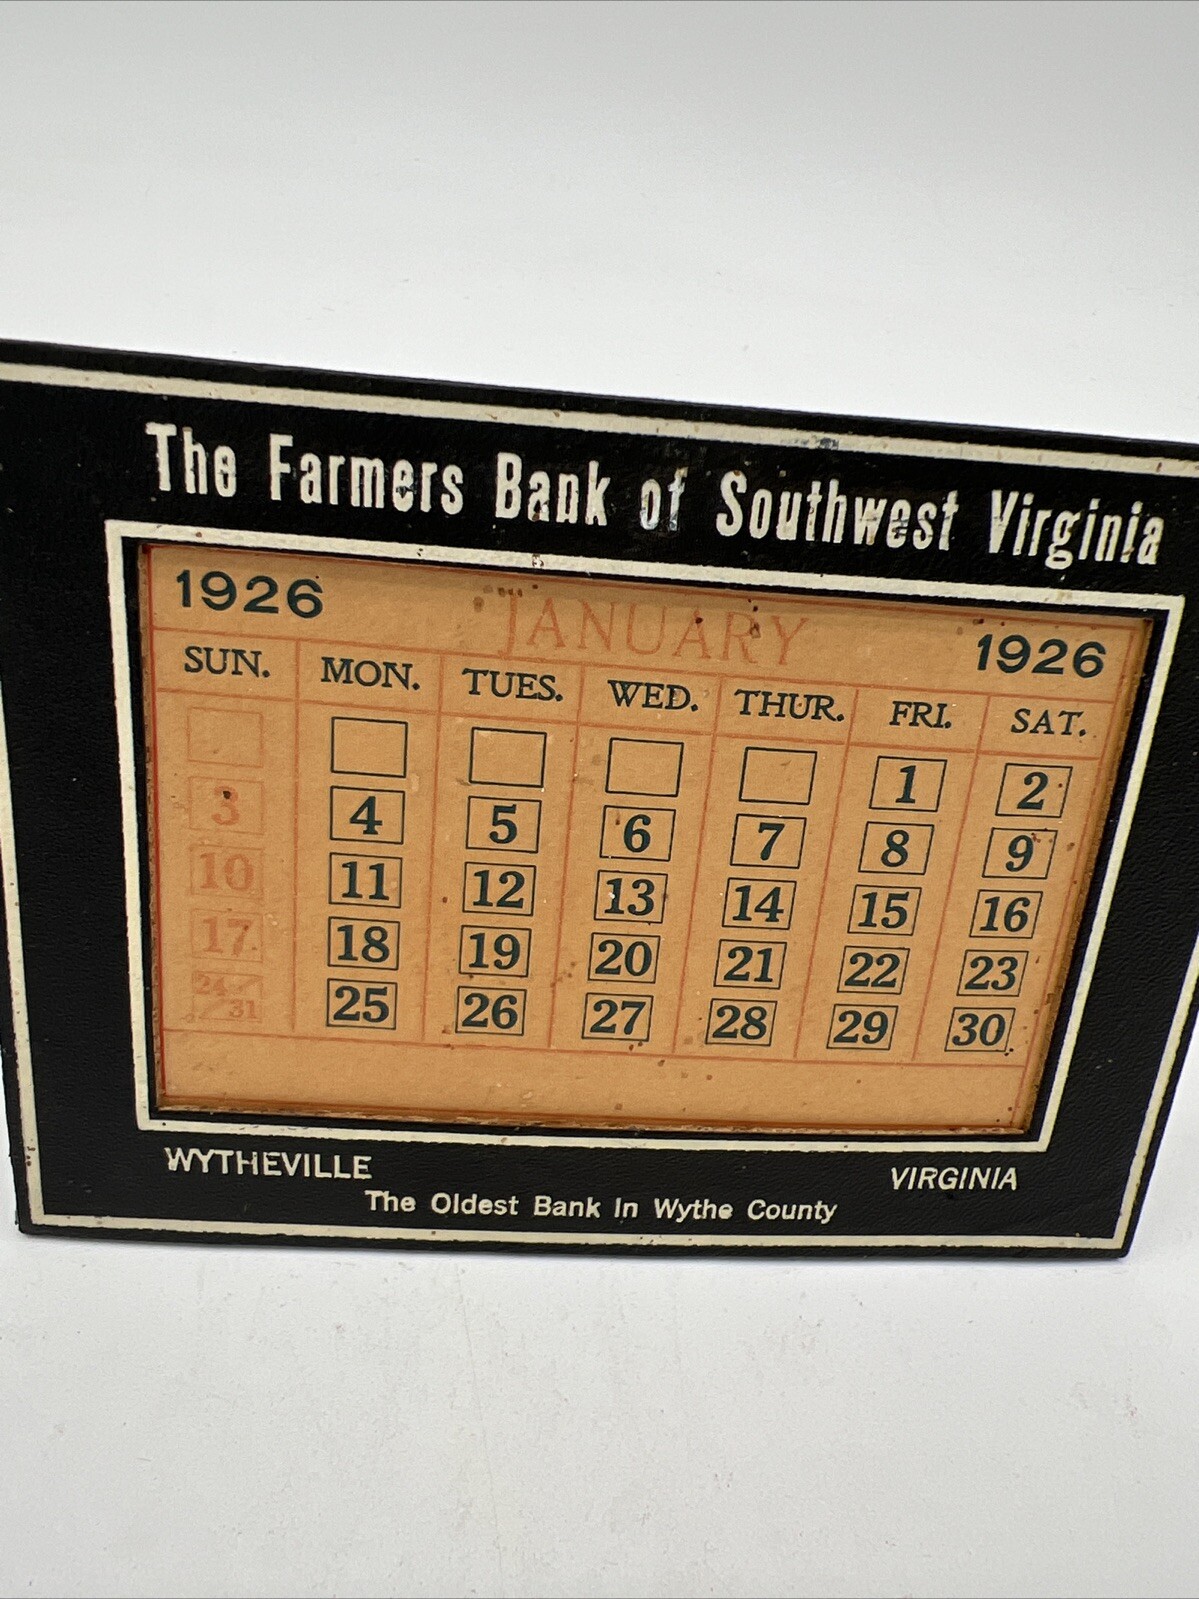 The Farmers Bank of Southwest Virginia
1926 JANUARY 1926
SUN. MON. TUES. WED. THUR. FRI. SAT.
1 2
3 4 5 6 7 8 9
10 11 12 13 14 15 16
17 18 19 20 21 22 23
24/31 25 26 27 28 29 30
WYTHEVILLE VIRGINIA
The Oldest Bank In Wythe County